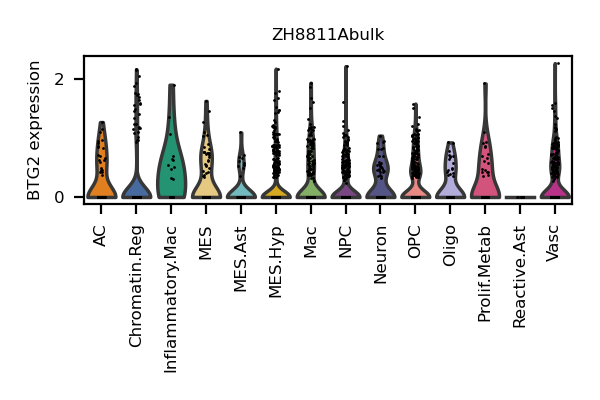 ZH8811Abulk
BTG2 expression
2
0
AC
Chromatin.Reg
Inflammatory.Mac
MES
MES.Ast
MES.Hyp
Mac
NPC
Neuron
OPC
Oligo
Prolif.Metab
Reactive.Ast
Vasc